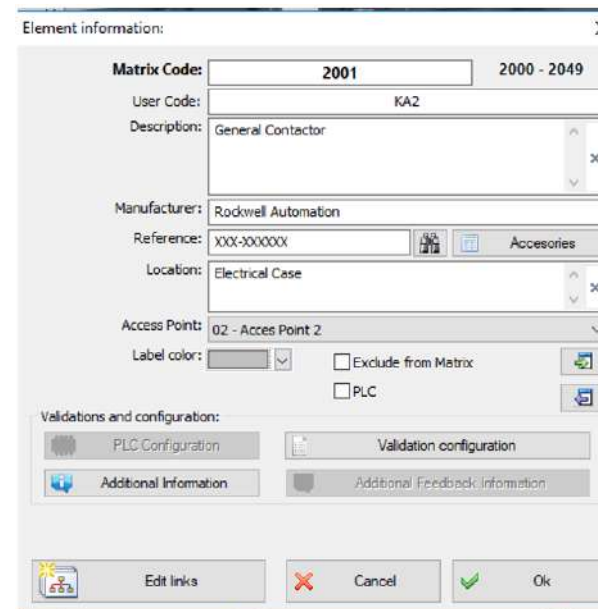 Element information:
Matrix Code: 2001 2000 - 2049
User Code: KA2
Description: General Contactor
Manufacturer: Rockwell Automation
Reference: XXX-XXXXXX Accesories
Location: Electrical Case
Access Point: 02 - Acces Point 2
Label color: Exclude from Matrix
PLC
Validations and configuration:
PLC Configuration Validation configuration
Additional Information Additional Feedback Information
Edit links Cancel Ok